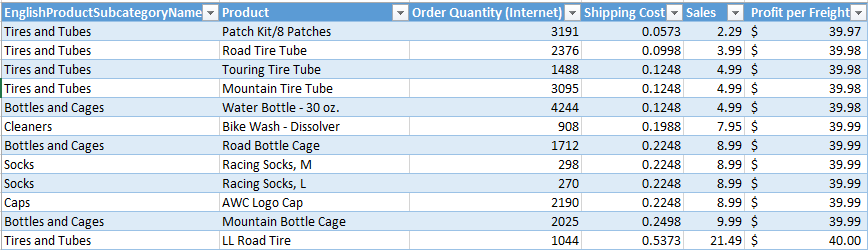 EnglishProductSubcategoryName Product Order Quantity (Internet) Shipping Cost Sales Profit per Freight
Tires and Tubes Patch Kit/8 Patches 3191 0.0573 2.29 $ 39.97
Tires and Tubes Road Tire Tube 2376 0.0998 3.99 $ 39.98
Tires and Tubes Touring Tire Tube 1488 0.1248 4.99 $ 39.98
Tires and Tubes Mountain Tire Tube 3095 0.1248 4.99 $ 39.98
Bottles and Cages Water Bottle - 30 oz. 4244 0.1248 4.99 $ 39.98
Cleaners Bike Wash - Dissolver 908 0.1988 7.95 $ 39.99
Bottles and Cages Road Bottle Cage 1712 0.2248 8.99 $ 39.99
Socks Racing Socks, M 298 0.2248 8.99 $ 39.99
Socks Racing Socks, L 270 0.2248 8.99 $ 39.99
Caps AWC Logo Cap 2190 0.2248 8.99 $ 39.99
Bottles and Cages Mountain Bottle Cage 2025 0.2498 9.99 $ 39.99
Tires and Tubes LL Road Tire 1044 0.5373 21.49 $ 40.00